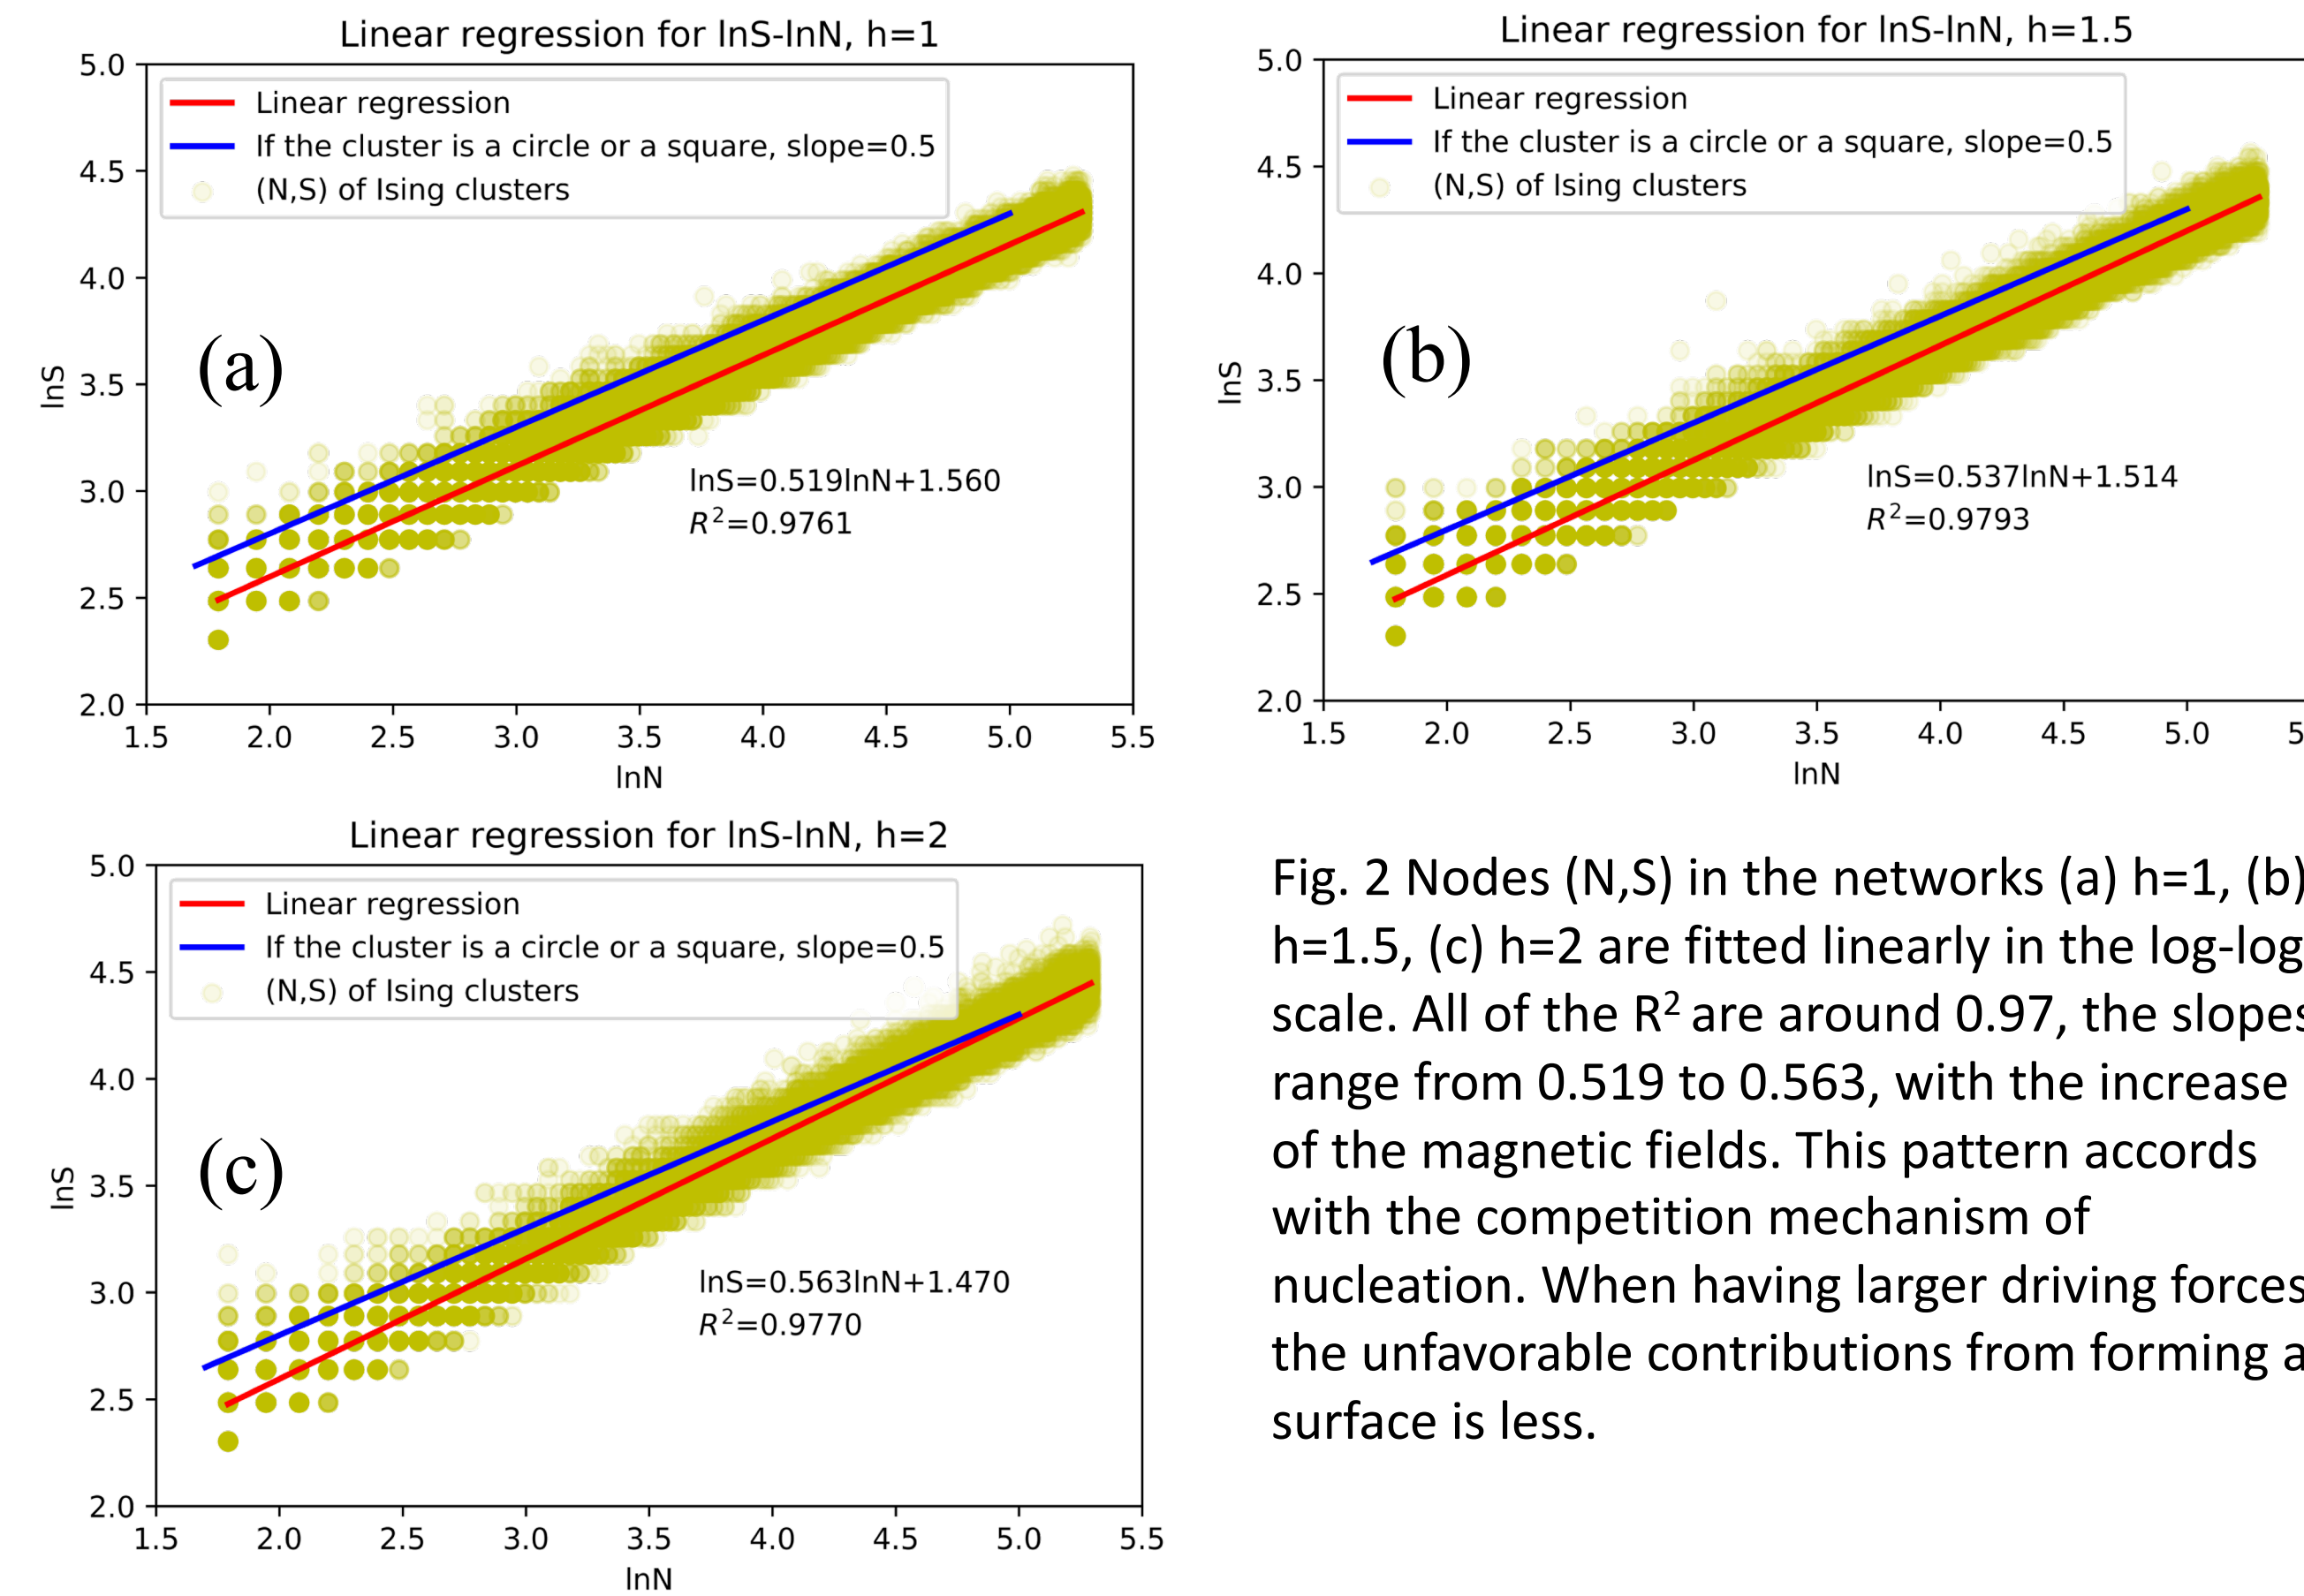 Linear regression for lnS-lnN, h=1
5.0
4.5
4.0
3.5
3.0
2.5
2.0
lnS
Linear regression
If the cluster is a circle or a square, slope=0.5
(N,S) of Ising clusters
(a)
lnS=0.519lnN+1.560
R²=0.9761
1.5 2.0 2.5 3.0 3.5 4.0 4.5 5.0 5.5
lnN
Linear regression for lnS-lnN, h=1.5
5.0
4.5
4.0
3.5
3.0
2.5
2.0
lnS
Linear regression
If the cluster is a circle or a square, slope=0.5
(N,S) of Ising clusters
(b)
lnS=0.537lnN+1.514
R²=0.9793
1.5 2.0 2.5 3.0 3.5 4.0 4.5 5.0
lnN
Linear regression for lnS-lnN, h=2
5.0
4.5
4.0
3.5
3.0
2.5
2.0
lnS
Linear regression
If the cluster is a circle or a square, slope=0.5
(N,S) of Ising clusters
(c)
lnS=0.563lnN+1.470
R²=0.9770
1.5 2.0 2.5 3.0 3.5 4.0 4.5 5.0 5.5
lnN
Fig. 2 Nodes (N,S) in the networks (a) h=1, (b)
h=1.5, (c) h=2 are fitted linearly in the log-log
scale. All of the R² are around 0.97, the slopes
range from 0.519 to 0.563, with the increase
of the magnetic fields. This pattern accords
with the competition mechanism of
nucleation. When having larger driving forces
the unfavorable contributions from forming a
surface is less.